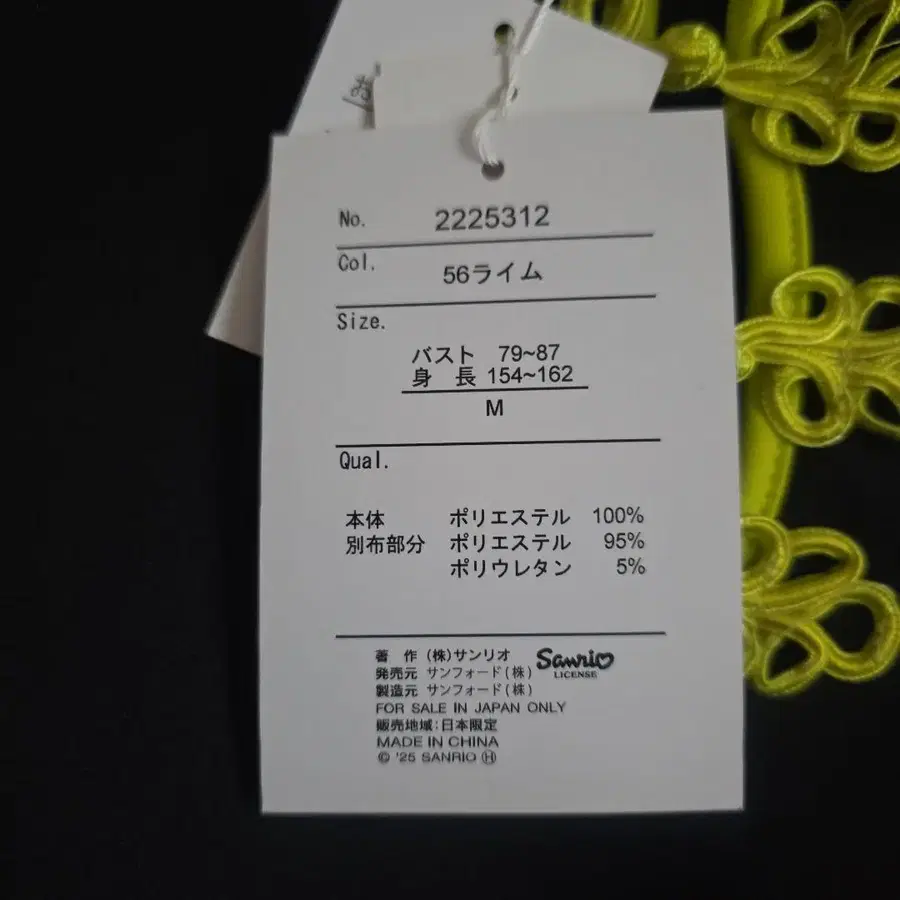 No. 2225312
Col. 56ライム
Size.
バスト 79~87
身 長 154~162
M
Qual.
本体 ポリエステル 100%
別布部分 ポリエステル 95%
ポリウレタン 5%
著 作 (株)サンリオ
Sanrio
LICENSE
発売元 サンフォード(株)
製造元 サンフォード(株)
FOR SALE IN JAPAN ONLY
販売地域:日本限定
MADE IN CHINA
© '25 SANRIO Ⓗ